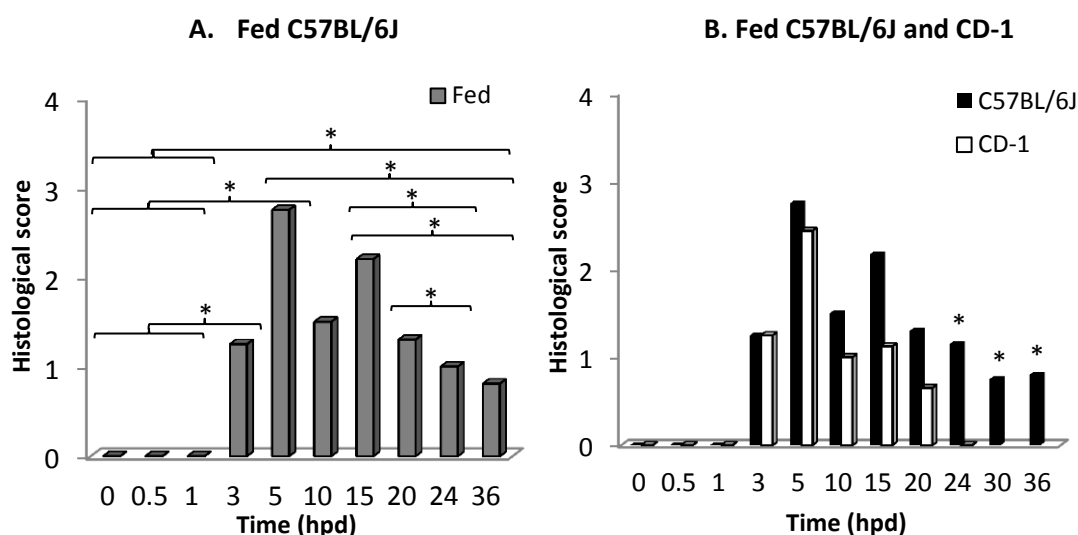 A. Fed C57BL/6J
Fed
Histological score
4
3
2
1
0
* * * * * * *
0 0.5 1 3 5 10 15 20 24 36
Time (hpd)
B. Fed C57BL/6J and CD-1
C57BL/6J
CD-1
Histological score
4
3
2
1
0
* * *
0 0.5 1 3 5 10 15 20 24 30 36
Time (hpd)